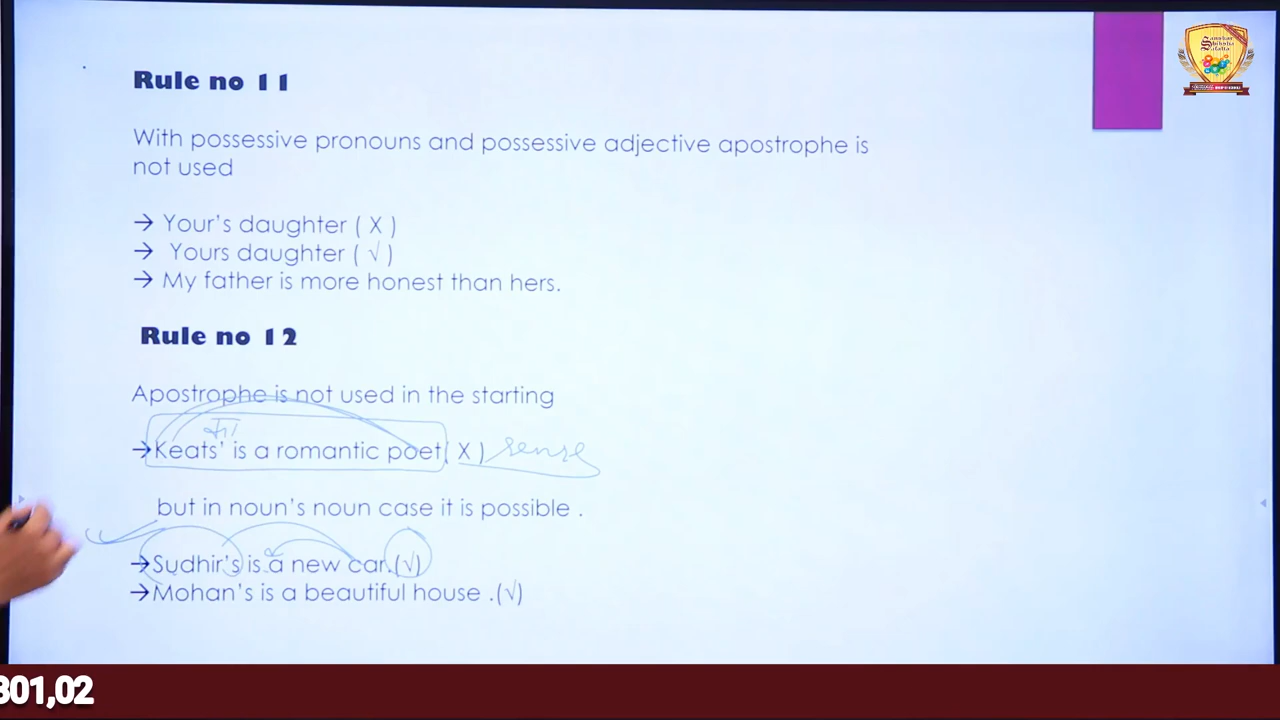 Rule no 11
With possessive pronouns and possessive adjective apostrophe is
not used
→ Your’s daughter ( X )
→ Yours daughter ( √ )
→ My father is more honest than hers.
Rule no 12
Apostrophe is not used in the starting
→Keats’ is a romantic poet( X ) sense
but in noun’s noun case it is possible .
→Sudhir’s is a new car.(√)
→Mohan’s is a beautiful house .(√)
301,02